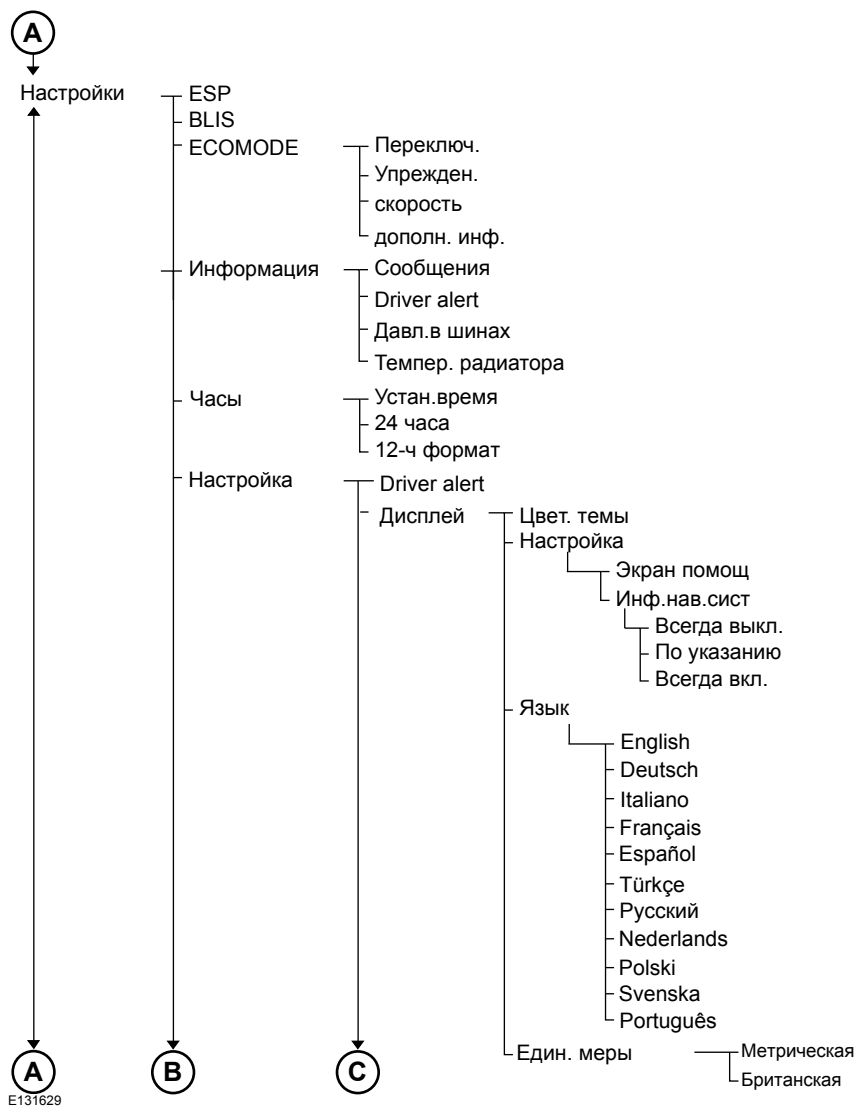 A
Настройки
ESP
BLIS
ECOMODE
Переключ.
Упрежден.
скорость
дополн. инф.
Информация
Сообщения
Driver alert
Давл.в шинах
Темпер. радиатора
Часы
Устан.время
24 часа
12-ч формат
Настройка
Driver alert
Дисплей
Цвет. темы
Настройка
Экран помощ
Инф.нав.сист
Всегда выкл.
По указанию
Всегда вкл.
Язык
English
Deutsch
Italiano
Français
Español
Türkçe
Русский
Nederlands
Polski
Svenska
Português
Един. меры
Метрическая
Британская
A
B
C
E131629